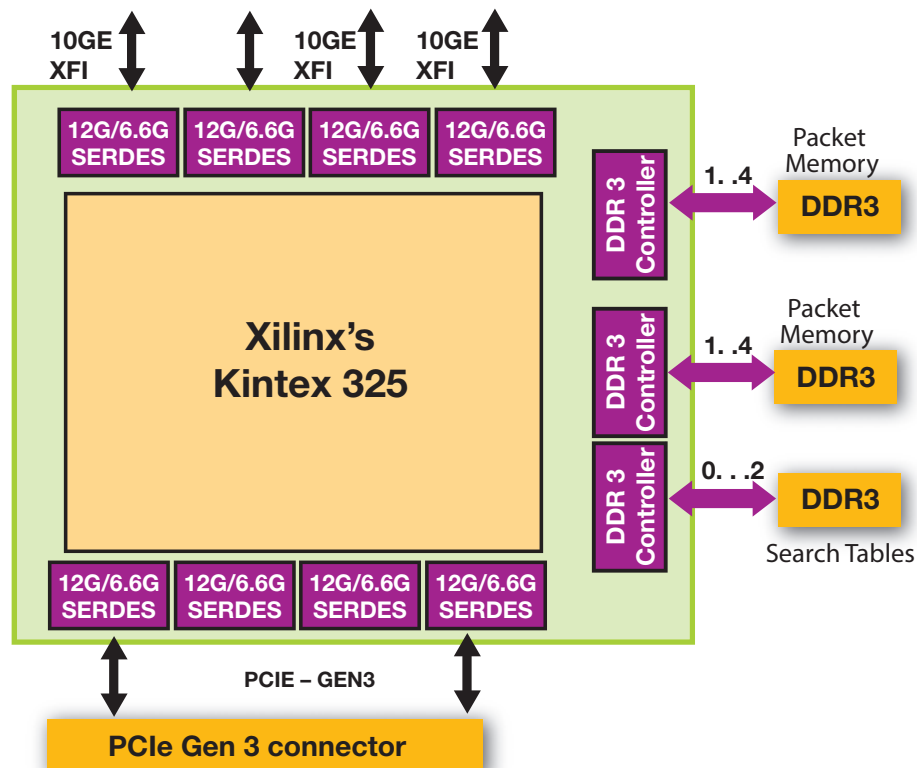 10GE
XFI
10GE
XFI
10GE
XFI
12G/6.6G
SERDES
12G/6.6G
SERDES
12G/6.6G
SERDES
12G/6.6G
SERDES
Xilinx's
Kintex 325
DDR 3
Controller
1. .4
Packet
Memory
DDR3
DDR 3
Controller
1. .4
Packet
Memory
DDR3
DDR 3
Controller
0. . .2
DDR3
Search Tables
12G/6.6G
SERDES
12G/6.6G
SERDES
12G/6.6G
SERDES
12G/6.6G
SERDES
PCIE – GEN3
PCIe Gen 3 connector